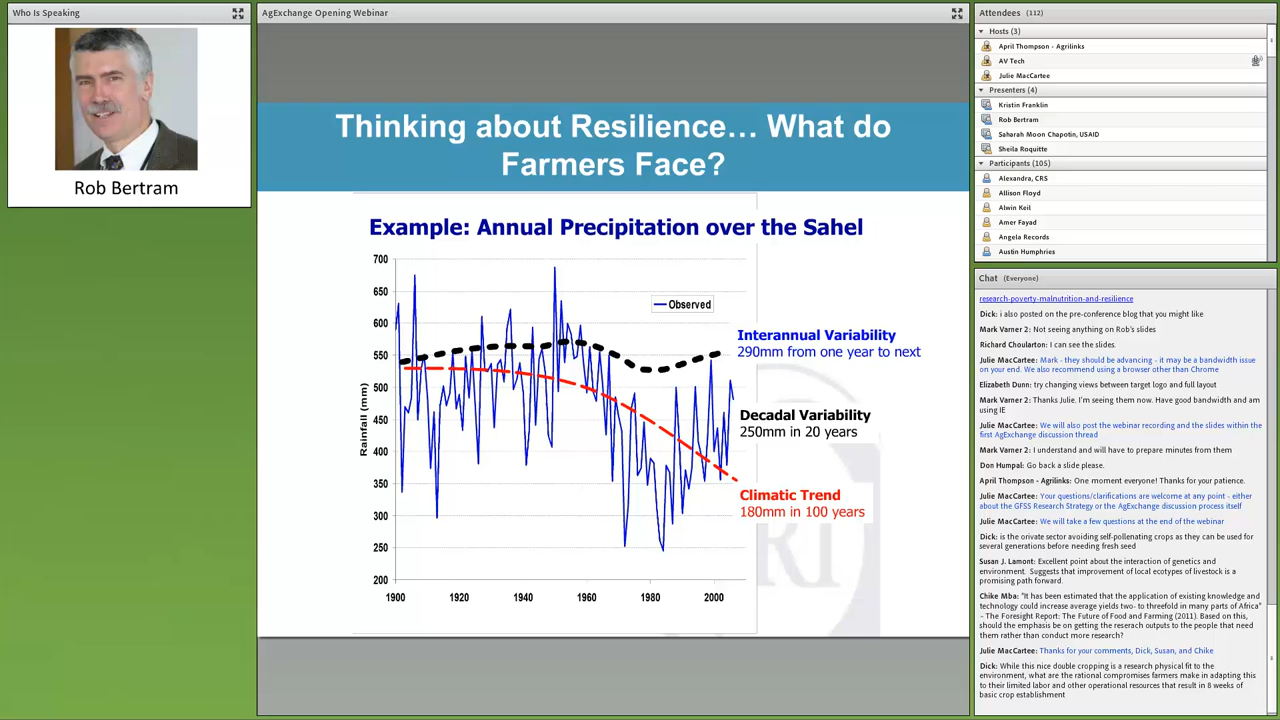 Who Is Speaking
Rob Bertram
AgExchange Opening Webinar
Thinking about Resilience… What do
Farmers Face?
Example: Annual Precipitation over the Sahel
700
650
600
550
500
450
400
350
300
250
200
Rainfall (mm)
1900
1920
1940
1960
1980
2000
Observed
Interannual Variability
290mm from one year to next
Decadal Variability
250mm in 20 years
Climatic Trend
180mm in 100 years
RI
Attendees (112)
Hosts (3)
April Thompson - Agrilinks
AV Tech
Julie MacCartee
Presenters (4)
Kristin Franklin
Rob Bertram
Saharah Moon Chapotin, USAID
Sheila Roquitte
Participants (105)
Alexandra, CRS
Allison Floyd
Alwin Keil
Amer Fayad
Angela Records
Austin Humphries
Chat (Everyone)
research-poverty-malnutrition-and-resilience
Dick: i also posted on the pre-conference blog that you might like
Mark Varner 2: Not seeing anything on Rob's slides
Richard Choularton: I can see the slides.
Julie MacCartee: Mark - they should be advancing - it may be a bandwidth issue
on your end. We also recommend using a browser other than Chrome
Elizabeth Dunn: try changing views between target logo and full layout
Mark Varner 2: Thanks Julie. I'm seeing them now. Have good bandwidth and am
using IE
Julie MacCartee: We will also post the webinar recording and the slides within the
first AgExchange discussion thread
Mark Varner 2: I understand and will have to prepare minutes from them
Don Humpal: Go back a slide please.
April Thompson - Agrilinks: One moment everyone! Thanks for your patience.
Julie MacCartee: Your questions/clarifications are welcome at any point - either
about the GFSS Research Strategy or the AgExchange discussion process itself
Julie MacCartee: We will take a few questions at the end of the webinar
Dick: is the orivate sector avoiding self-pollenating crops as they can be used for
several generations before needing fresh seed
Susan J. Lamont: Excellent point about the interaction of genetics and
environment. Suggests that improvement of local ecotypes of livestock is a
promising path forward.
Chike Mba: "It has been estimated that the application of existing knowledge and
technology could increase average yields two- to threefold in many parts of Africa"
- The Foresight Report: The Future of Food and Farming (2011). Based on this,
should the emphasis be on getting the reserach outputs to the people that need
them rather than conduct more research?
Julie MacCartee: Thanks for your comments, Dick, Susan, and Chike
Dick: While this nice double cropping is a research physical fit to the
environment, what are the rational compromises farmers make in adapting this
to their limited labor and other operational resources that result in 8 weeks of
basic crop establishment